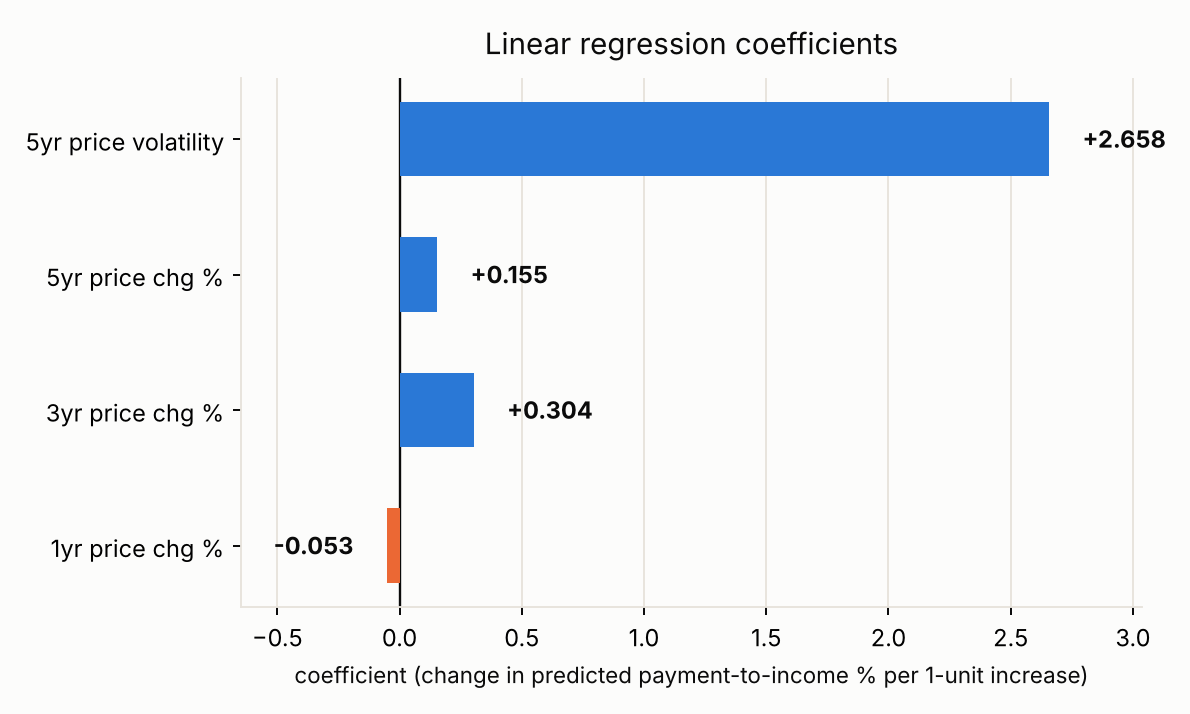 Linear regression coefficients
5yr price volatility
+2.658
5yr price chg %
+0.155
3yr price chg %
+0.304
1yr price chg %
-0.053
−0.5 0.0 0.5 1.0 1.5 2.0 2.5 3.0
coefficient (change in predicted payment-to-income % per 1-unit increase)